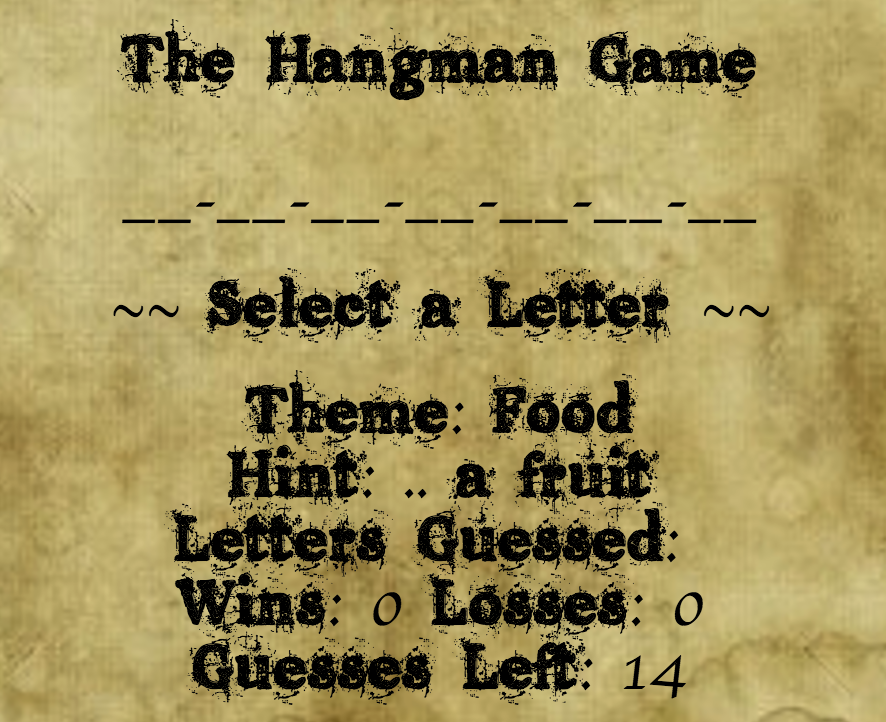 The Hangman Game
__-__-__-__-__-__-__
~~ Select a Letter ~~
Theme: Food
Hint: .. a fruit
Letters Guessed:
Wins: 0 Losses: 0
Guesses Left: 14